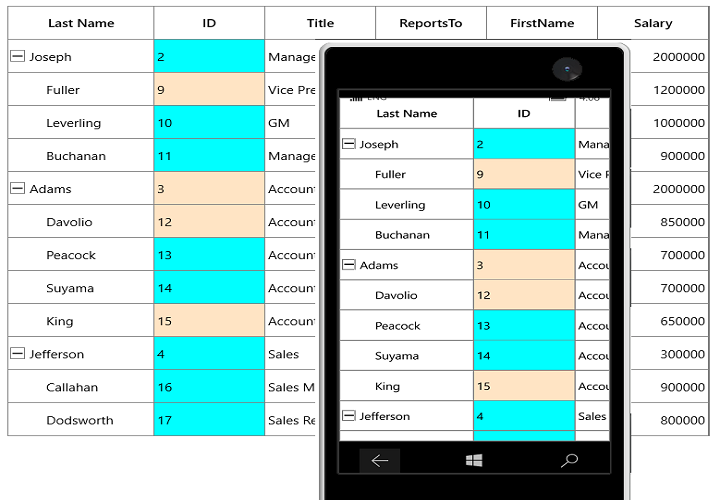 Last Name ID Title ReportsTo FirstName Salary
Joseph 2 Manage 2000000
Fuller 9 Vice Pre 1200000
Leverling 10 GM 1000000
Buchanan 11 Manage 900000
Adams 3 Account 2000000
Davolio 12 Account 850000
Peacock 13 Account 700000
Suyama 14 Account 700000
King 15 Account 650000
Jefferson 4 Sales 300000
Callahan 16 Sales M 900000
Dodsworth 17 Sales Re 800000
Last Name ID
Joseph 2 Mana
Fuller 9 Vice P
Leverling 10 GM
Buchanan 11 Mana
Adams 3 Accou
Davolio 12 Accou
Peacock 13 Accou
Suyama 14 Accou
King 15 Accou
Jefferson 4 Sales